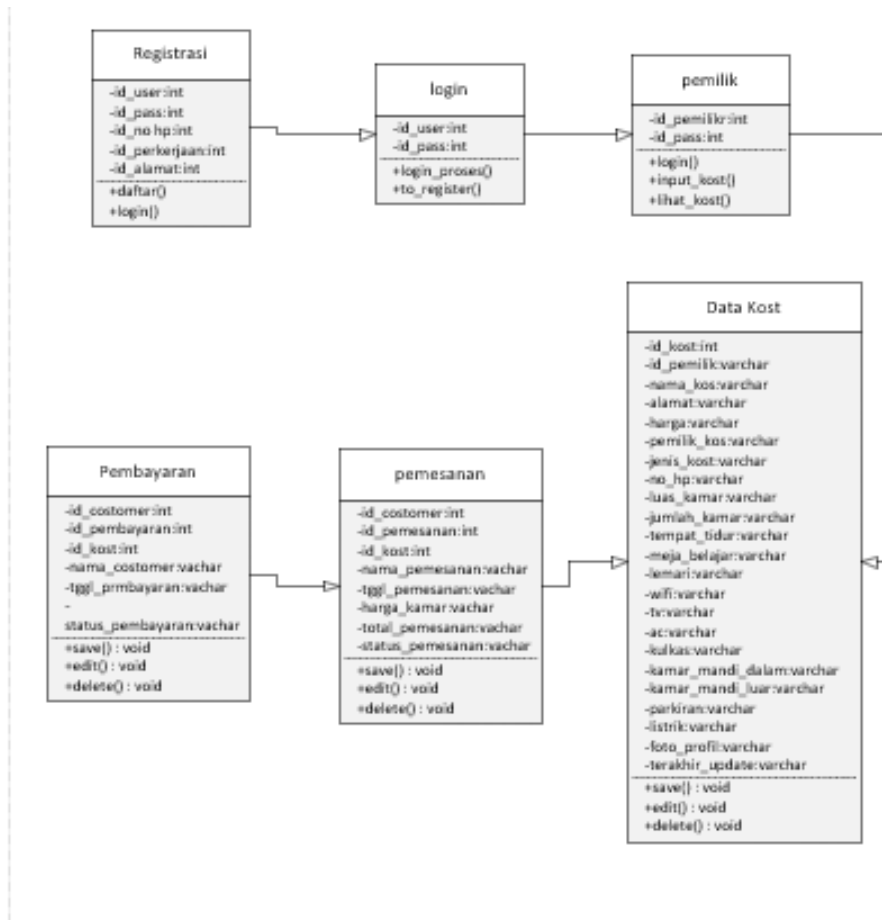 Registrasi
-id_user:int
-id_pass:int
-id_no hp:int
-id_perkerjaan:int
-id_alamat:int
+daftar()
+login()
login
-id_user:int
-id_pass:int
+login_proses()
+to_register()
pemilik
-id_pemilikr:int
-id_pass:int
+login()
+input_kost()
+lihat_kost()
Pembayaran
-id_costomer:int
-id_pembayaran:int
-id_kost:int
-nama_costomer:vachar
-tggl_prmbayaran:vachar
-
status_pembayaran:vachar
+save() : void
+edit() : void
+delete() : void
pemesanan
-id_costomer:int
-id_pemesanan:int
-id_kost:int
-nama_pemesanan:vachar
-tggl_pemesanan:vachar
-harga_kamar:vachar
-total_pemesanan:vachar
-status_pemesanan:vachar
+save() : void
+edit() : void
+delete() : void
Data Kost
-id_kost:int
-id_pemilik:varchar
-nama_kos:varchar
-alamat:varchar
-harga:varchar
-pemilik_kos:varchar
-jenis_kost:varchar
-no_hp:varchar
-luas_kamar:varchar
-jumlah_kamar:varchar
-tempat_tidur:varchar
-meja_belajar:varchar
-lemari:varchar
-wifi:varchar
-tv:varchar
-ac:varchar
-kulkas:varchar
-kamar_mandi_dalam:varchar
-kamar_mandi_luar:varchar
-parkiran:varchar
-listrik:varchar
-foto_profil:varchar
-terakhir_update:varchar
+save() : void
+edit() : void
+delete() : void